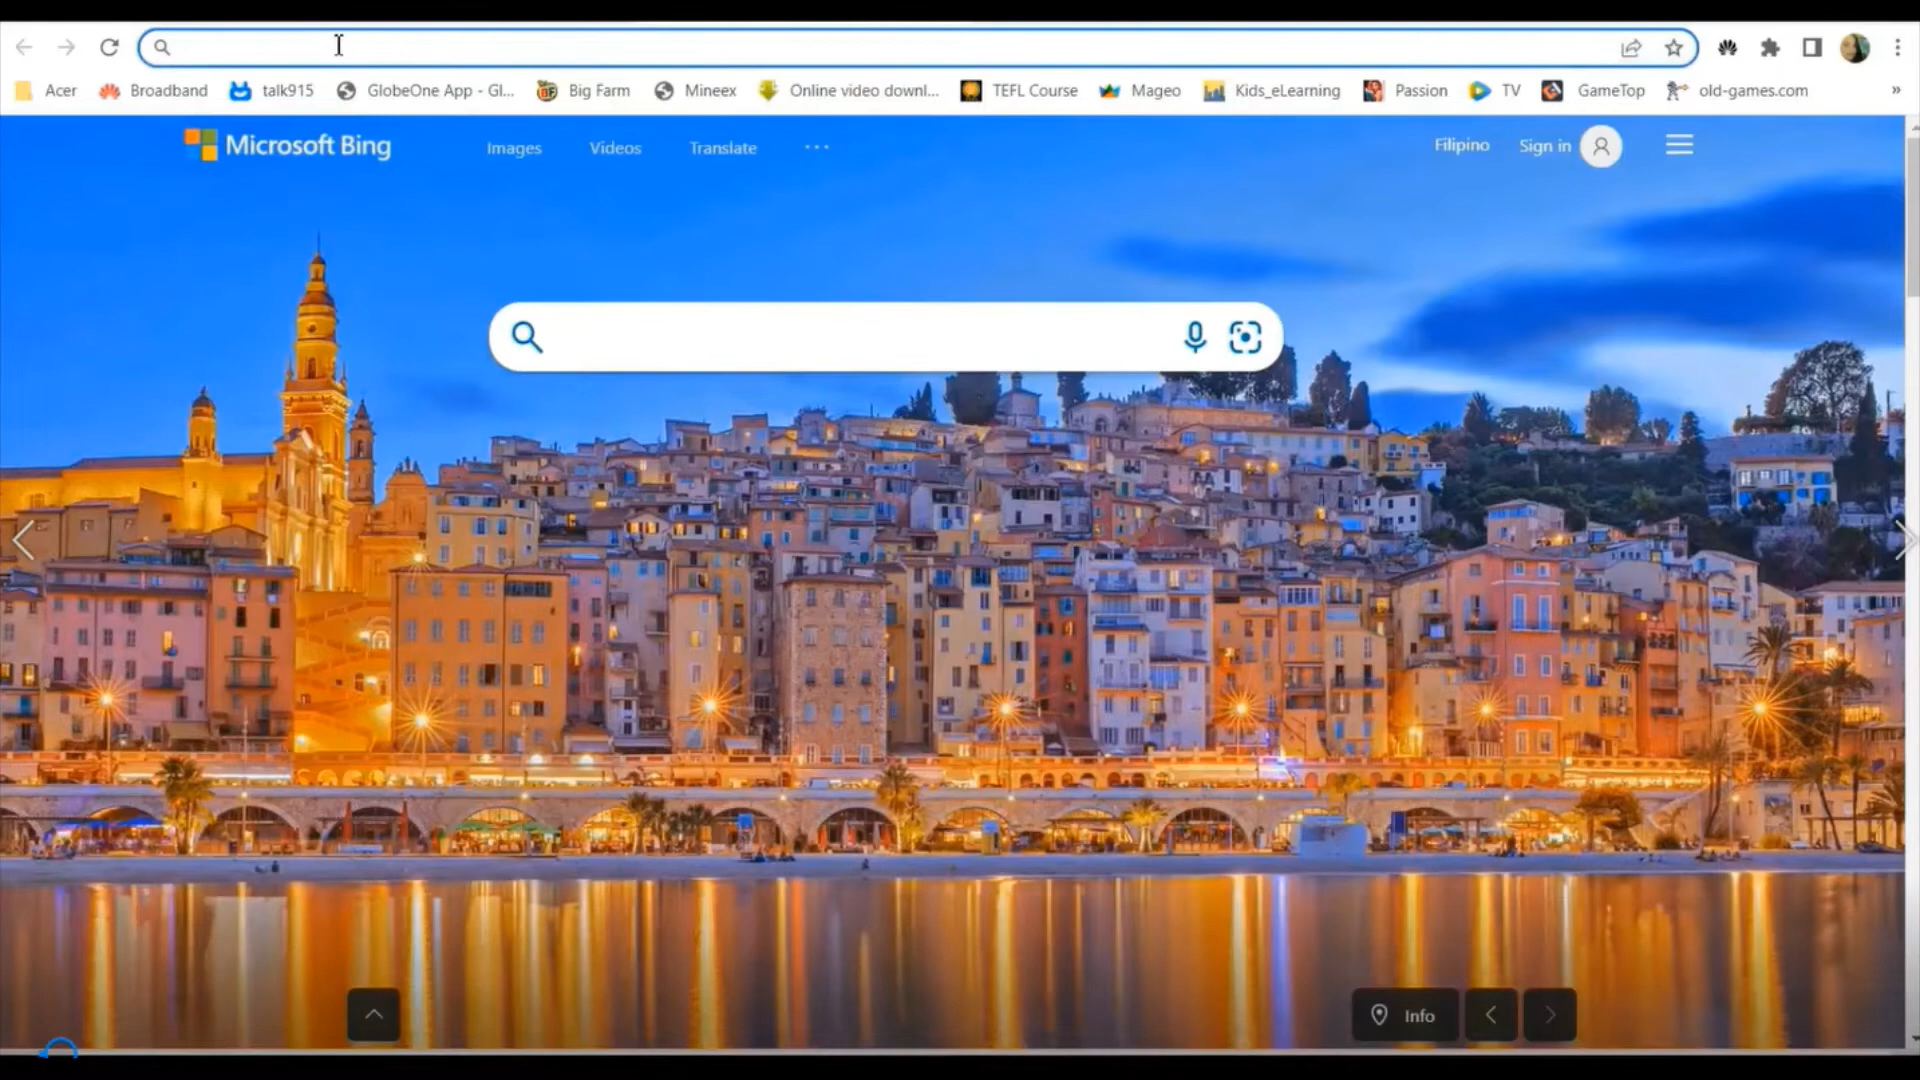 Acer Broadband talk915 GlobeOne App - Gl... Big Farm Mineex Online video downl... TEFL Course Mageo Kids_eLearning Passion TV GameTop old-games.com »
Microsoft Bing Images Videos Translate ... Filipino Sign in
Info